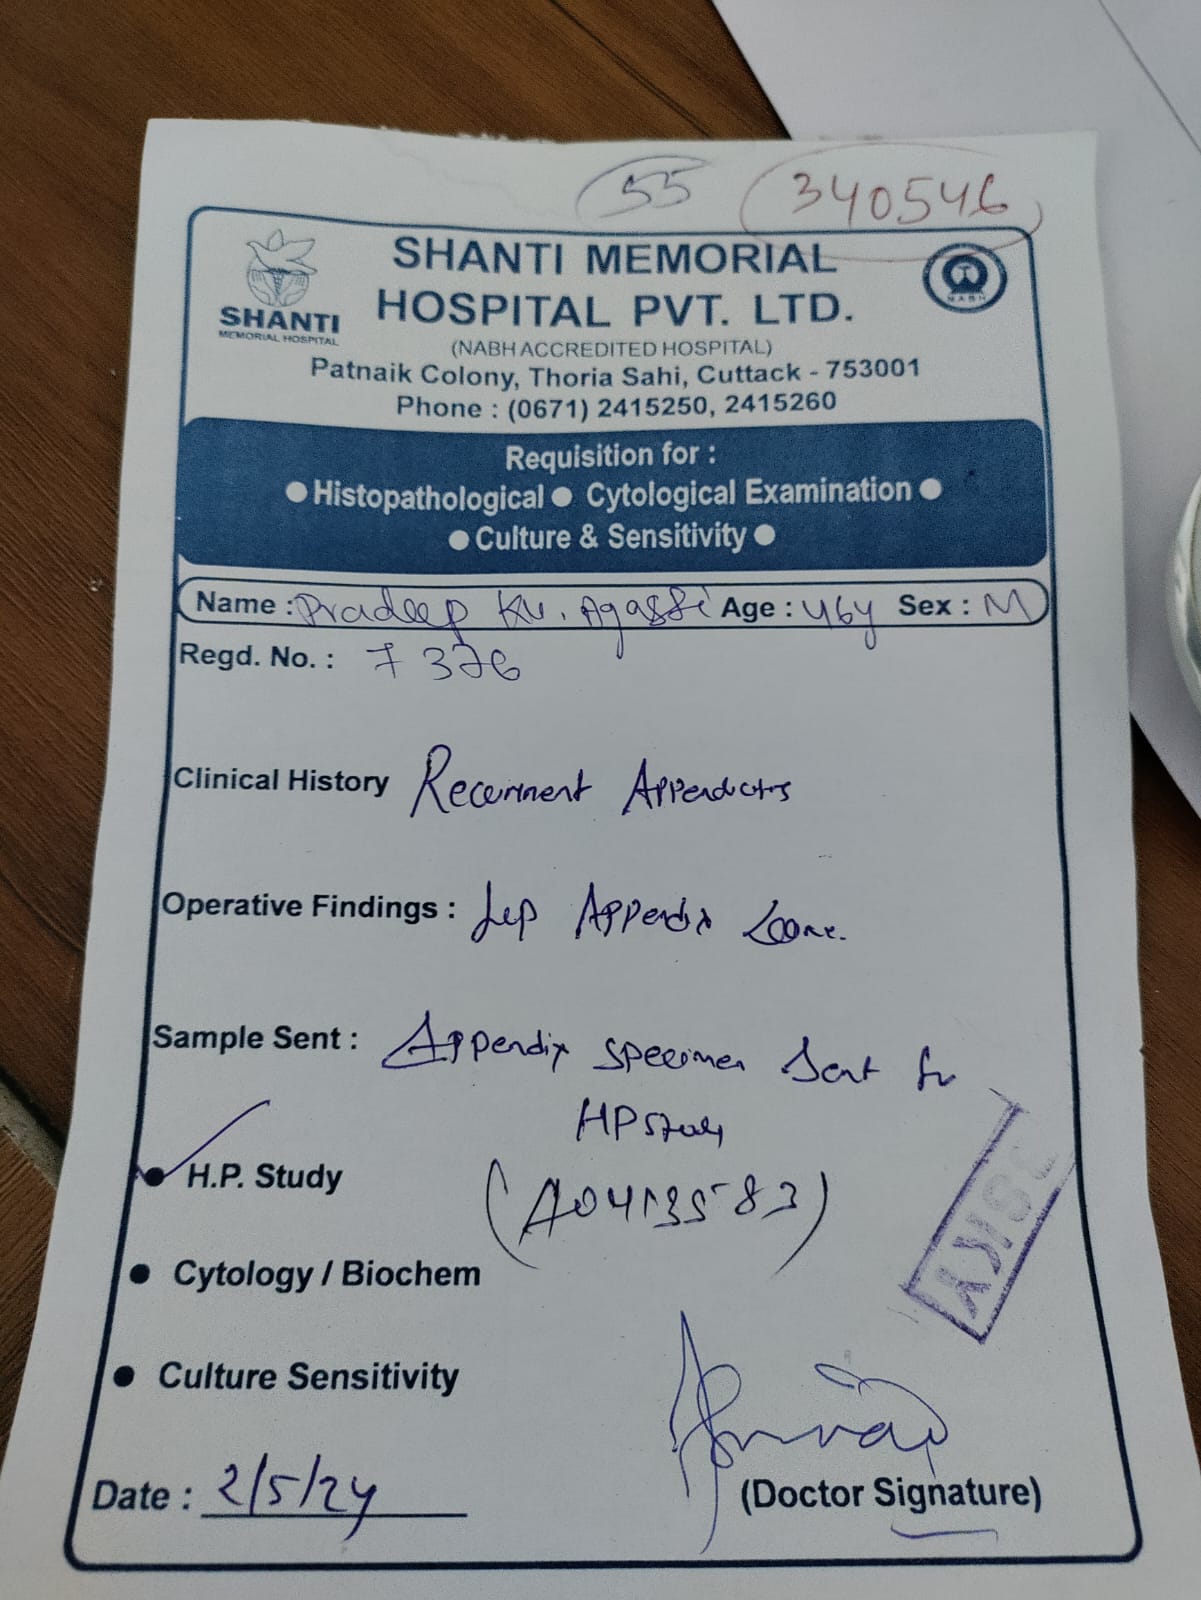 55 340546
SHANTI MEMORIAL
HOSPITAL PVT. LTD.
SHANTI
MEMORIAL HOSPITAL
NABH
(NABH ACCREDITED HOSPITAL)
Patnaik Colony, Thoria Sahi, Cuttack - 753001
Phone : (0671) 2415250, 2415260
Requisition for :
● Histopathological ● Cytological Examination ●
● Culture & Sensitivity ●
Name : Pradeep Ku. Age : 46y Sex : M
Regd. No. : 7376
Clinical History Recurrent Appendicitis
Operative Findings : Lap Appendix done.
Sample Sent : Appendix specimen sent for
HP study
● H.P. Study
(A04135583)
● Cytology / Biochem
● Culture Sensitivity
Date : 2/5/24
(Doctor Signature)